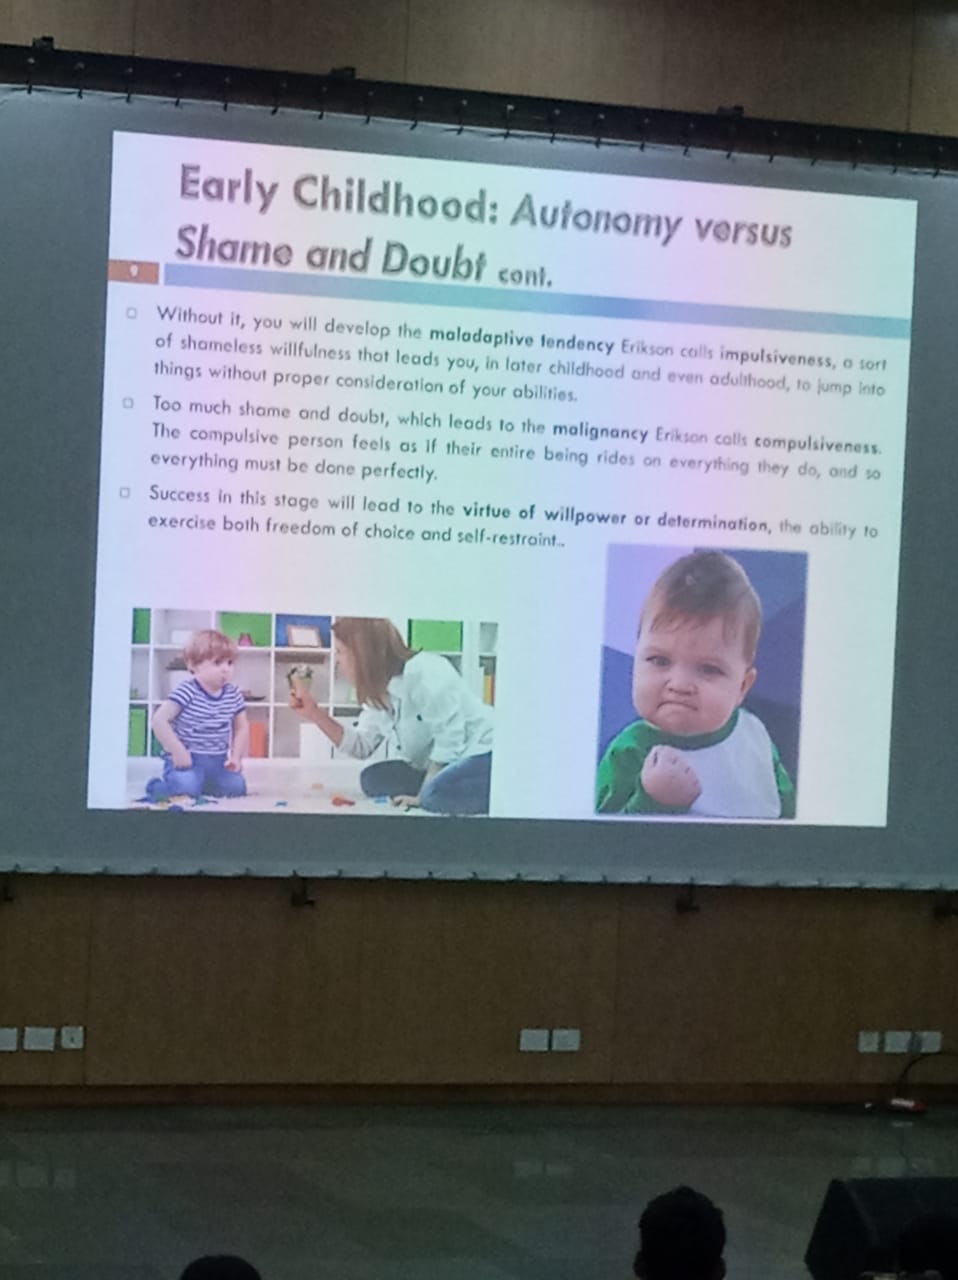 Early Childhood: Autonomy versus
Shame and Doubt cont.
9
Without it, you will develop the maladaptive tendency Erikson calls impulsiveness, a sort
of shameless willfulness that leads you, in later childhood and even adulthood, to jump into
things without proper consideration of your abilities.
Too much shame and doubt, which leads to the malignancy Erikson calls compulsiveness.
The compulsive person feels as if their entire being rides on everything they do, and so
everything must be done perfectly.
Success in this stage will lead to the virtue of willpower or determination, the ability to
exercise both freedom of choice and self-restraint..